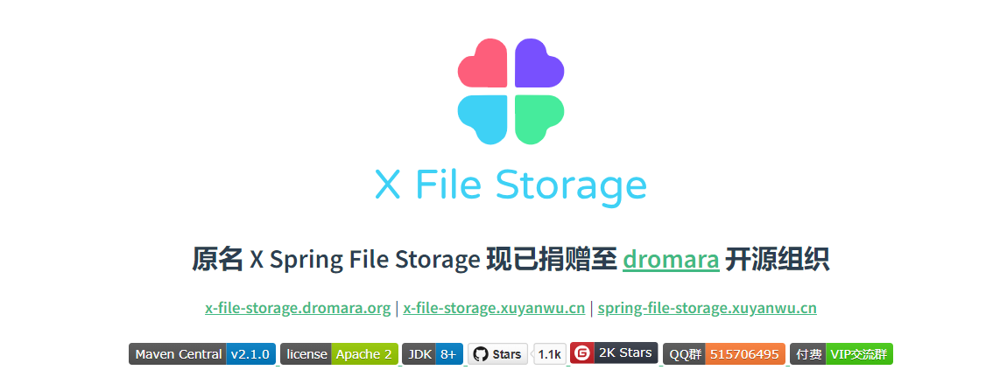 X File Storage
原名 X Spring File Storage 现已捐赠至 dromara 开源组织
x-file-storage.dromara.org | x-file-storage.xuyanwu.cn | spring-file-storage.xuyanwu.cn
Maven Central v2.1.0 license Apache 2 JDK 8+ Stars 1.1k G 2K Stars QQ群 515706495 付费 VIP交流群